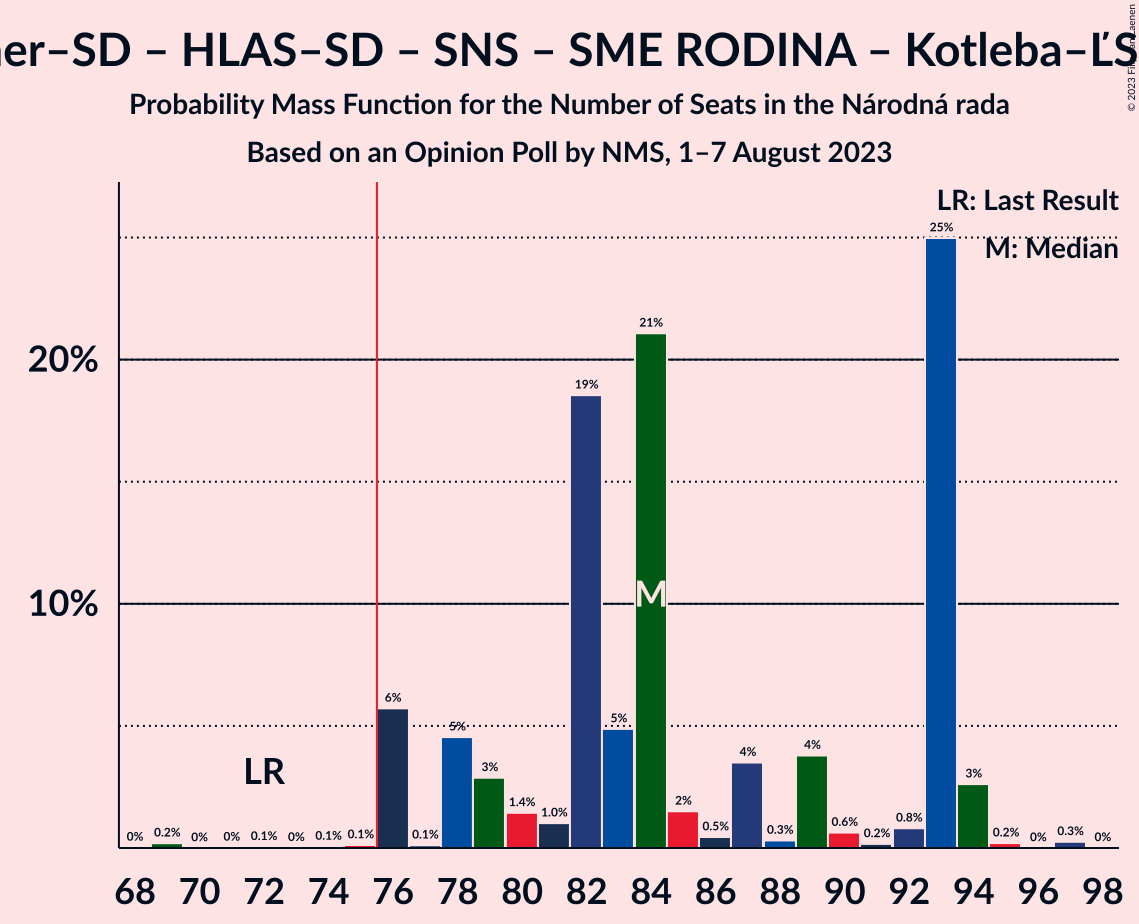 er–SD – HLAS–SD – SNS – SME RODINA – Kotleba–ĽS
Probability Mass Function for the Number of Seats in the Národná rada
Based on an Opinion Poll by NMS, 1–7 August 2023
© 2023 Filip van Laenen
LR: Last Result
M: Median
20%
10%
LR
M
0% 0.2% 0% 0% 0.1% 0% 0.1% 0.1% 6% 0.1% 5% 3% 1.4% 1.0% 19% 5% 21% 2% 0.5% 4% 0.3% 4% 0.6% 0.2% 0.8% 25% 3% 0.2% 0% 0.3% 0%
68 70 72 74 76 78 80 82 84 86 88 90 92 94 96 98